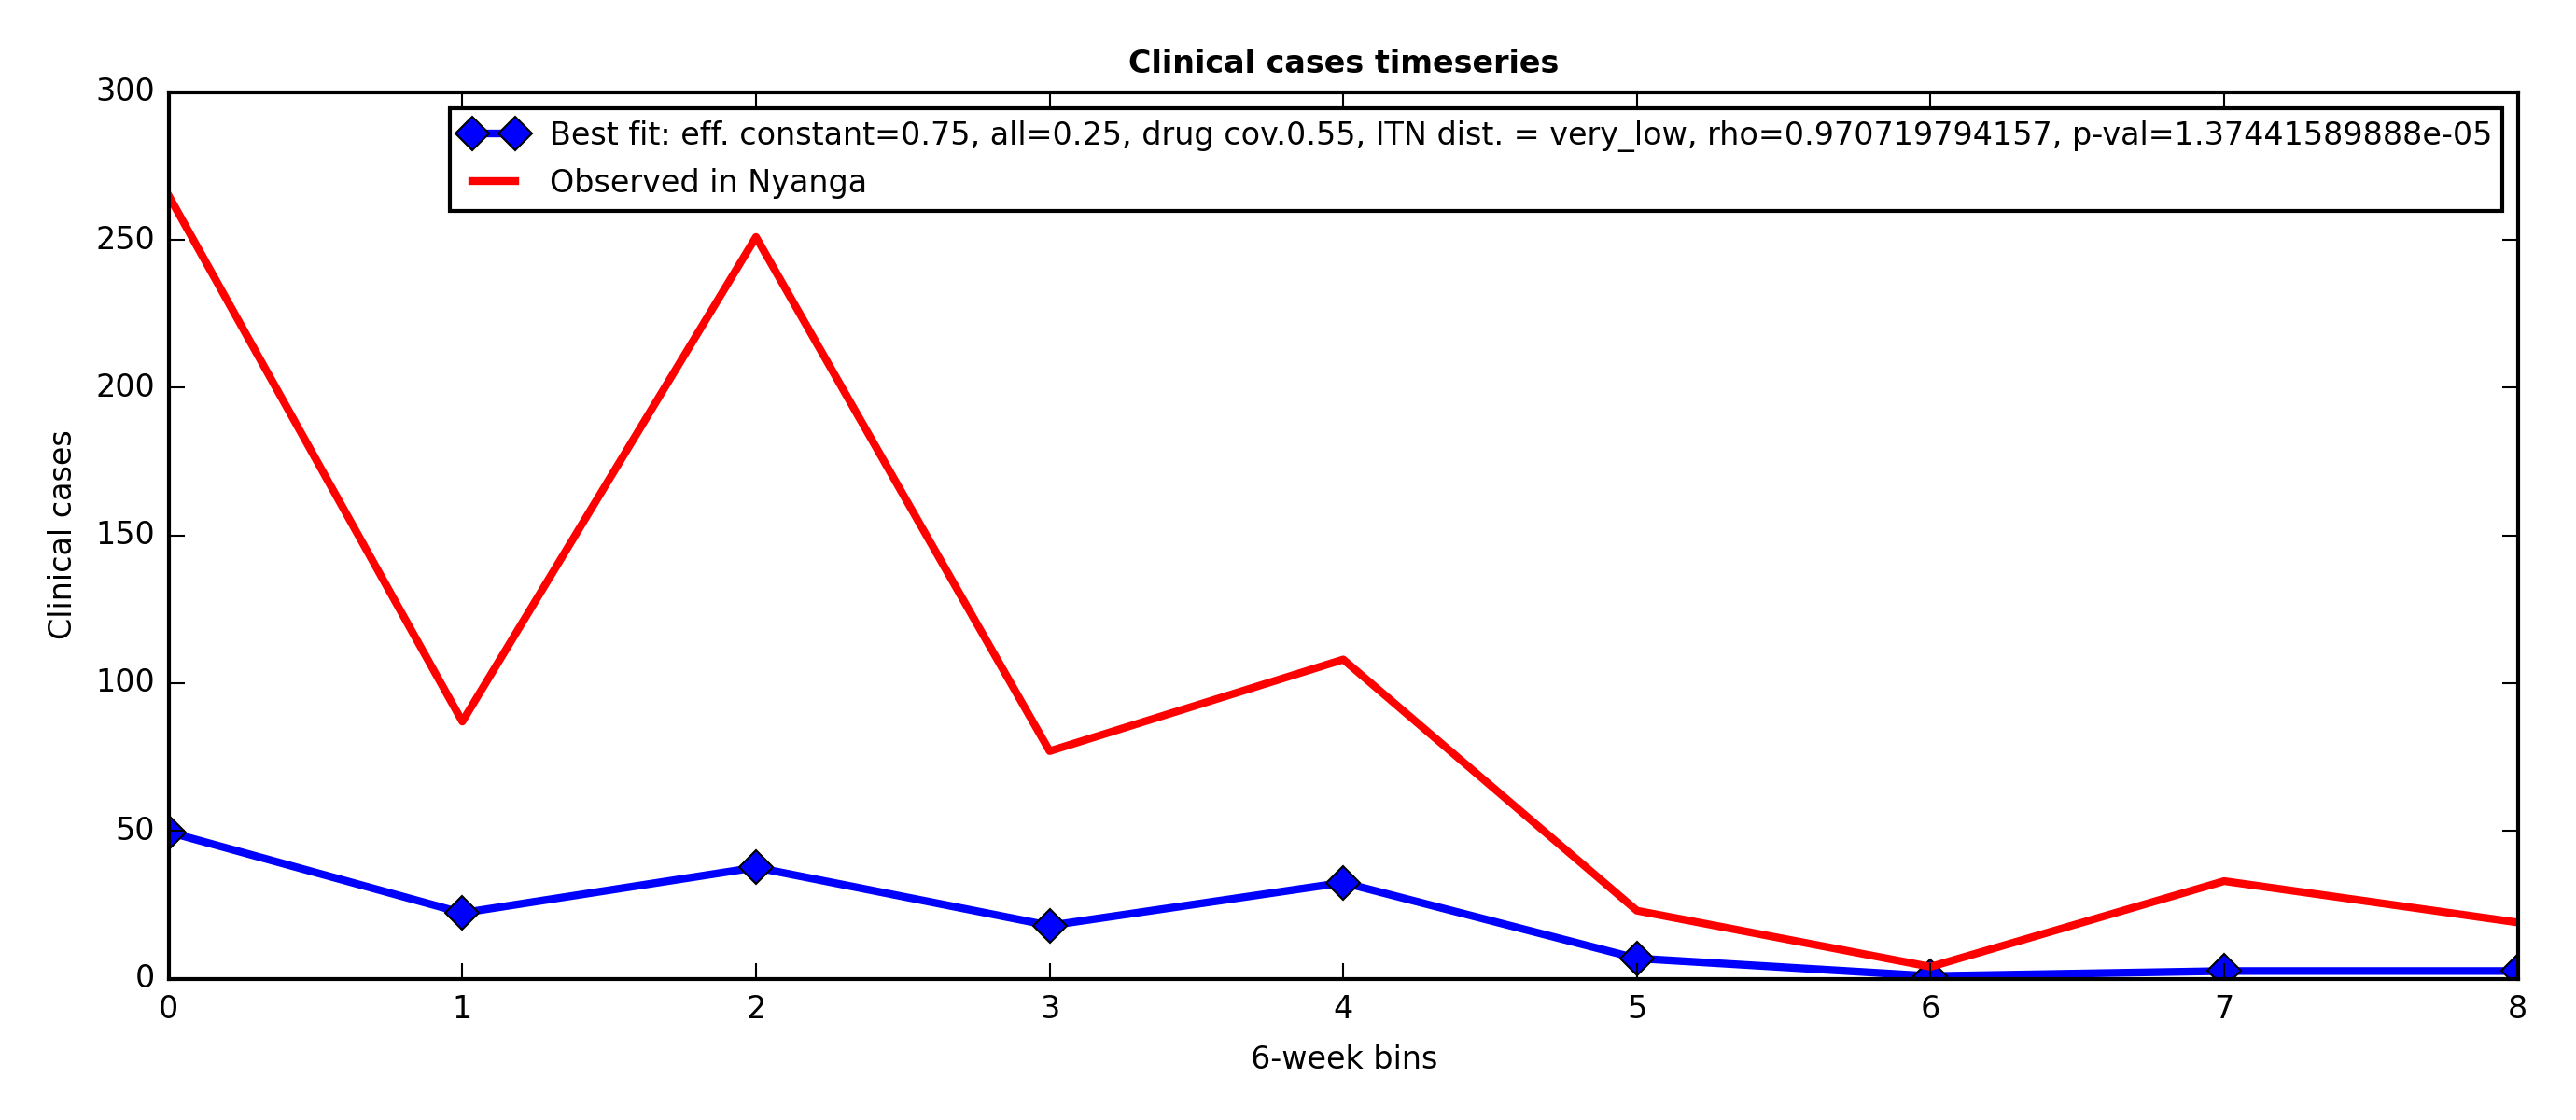 Clinical cases timeseries
300
250
200
150
100
50
0
Clinical cases
Best fit: eff. constant=0.75, all=0.25, drug cov.0.55, ITN dist. = very_low, rho=0.970719794157, p-val=1.37441589888e-05
Observed in Nyanga
0 1 2 3 4 5 6 7 8
6-week bins